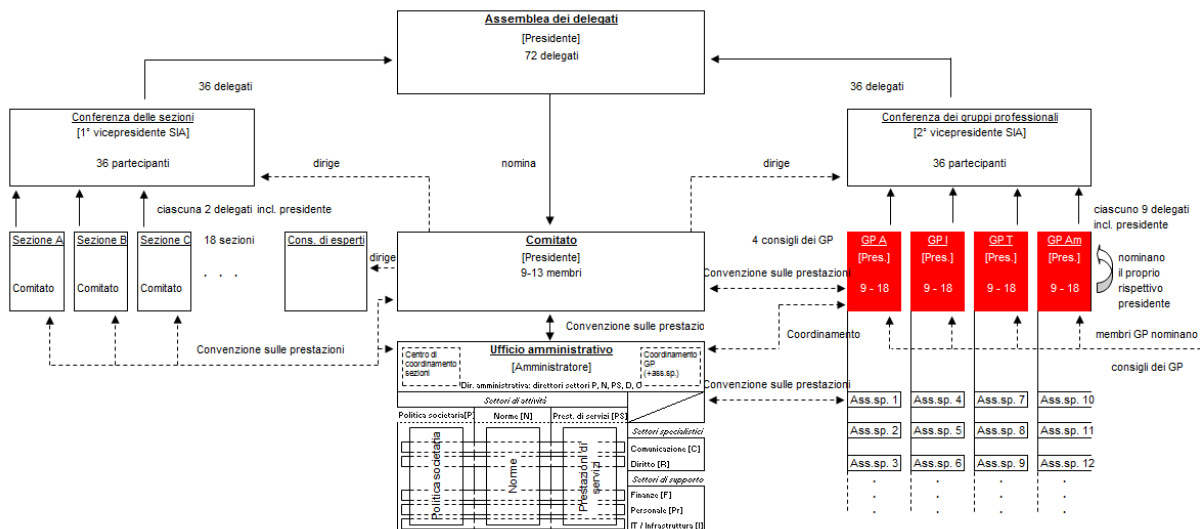 Assemblea dei delegati
[Presidente]
72 delegati
36 delegati
36 delegati
Conferenza delle sezioni
[1° vicepresidente SIA]
36 partecipanti
Conferenza dei gruppi professionali
[2° vicepresidente SIA]
36 partecipanti
dirige
nomina
dirige
ciascuna 2 delegati incl. presidente
ciascuno 9 delegati
incl. presidente
Sezione A
Comitato
Sezione B
Comitato
Sezione C
Comitato
18 sezioni
. . .
Cons. di esperti
dirige
Comitato
[Presidente]
9-13 membri
4 consigli dei GP
GP A
[Pres.]
9 - 18
GP I
[Pres.]
9 - 18
GP T
[Pres.]
9 - 18
GP Am
[Pres.]
9 - 18
nominano
il proprio
rispettivo
presidente
Convenzione sulle prestazioni
Convenzione sulle prestazio
Coordinamento
membri GP nominano
consigli dei GP
Convenzione sulle prestazioni
Ufficio amministrativo
[Amministratore]
Centro di
coordinamento
sezioni
Coordinamento
GP
(+ass.sp.)
Dir. amministrativa: direttori settori P, N, PS, D, C
Convenzione sulle prestazioni
Settori di attività
Politica societaria[P]
Norme [N]
Prest. di servizi [PS]
Politica societaria
Norme
Prestazioni di
servizi
Settori specialistici
Comunicazione [C]
Diritto [R]
Settori di supporto
Finanze [F]
Personale [Pr]
IT / Infrastruttura [I]
Ass.sp. 1
Ass.sp. 4
Ass.sp. 7
Ass.sp. 10
Ass.sp. 2
Ass.sp. 5
Ass.sp. 8
Ass.sp. 11
Ass.sp. 3
Ass.sp. 6
Ass.sp. 9
Ass.sp. 12